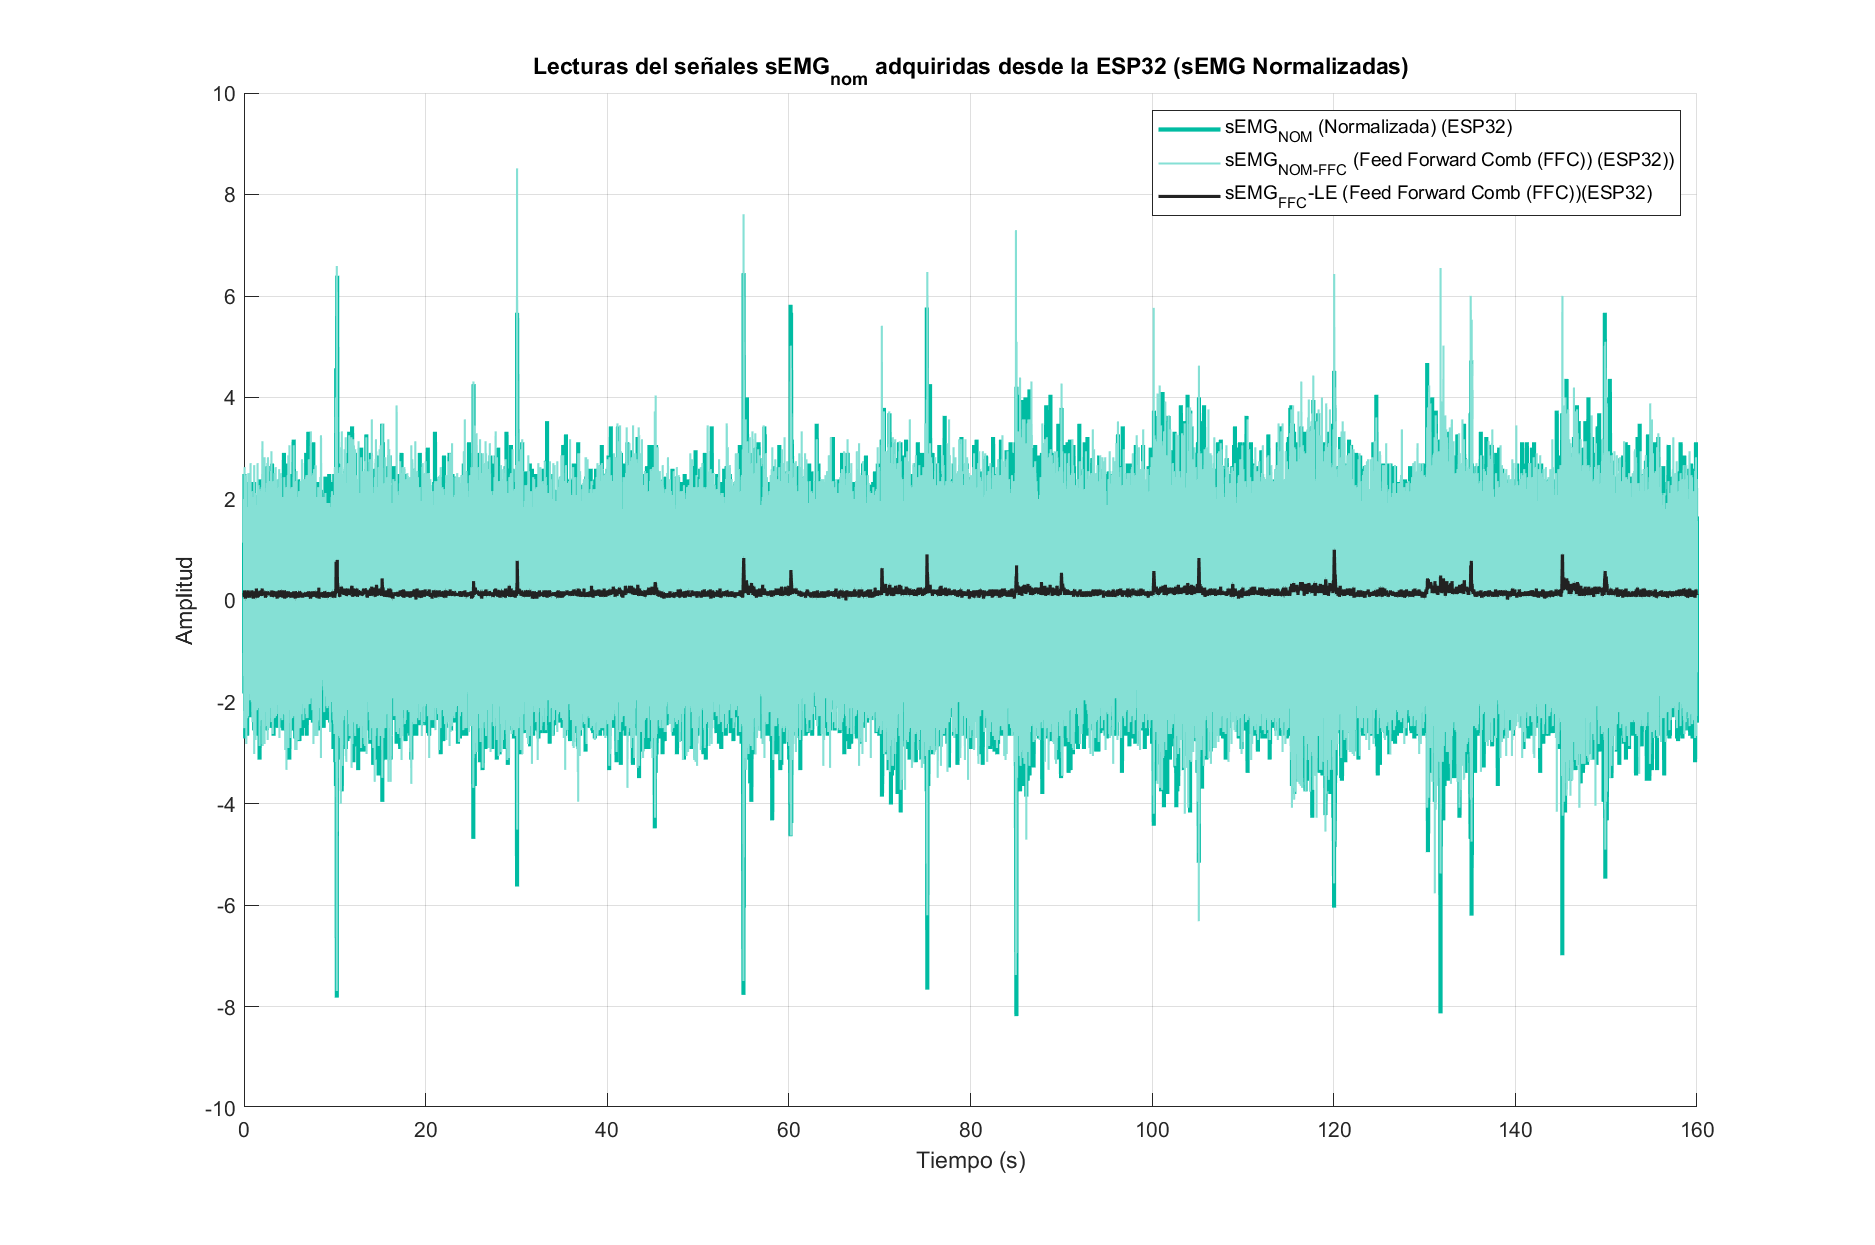 Lecturas del señales sEMGnom adquiridas desde la ESP32 (sEMG Normalizadas)
sEMGNOM (Normalizada) (ESP32)
sEMGNOM-FFC (Feed Forward Comb (FFC)) (ESP32))
sEMGFFC-LE (Feed Forward Comb (FFC))(ESP32)
Amplitud
10
8
6
4
2
0
-2
-4
-6
-8
-10
0 20 40 60 80 100 120 140 160
Tiempo (s)